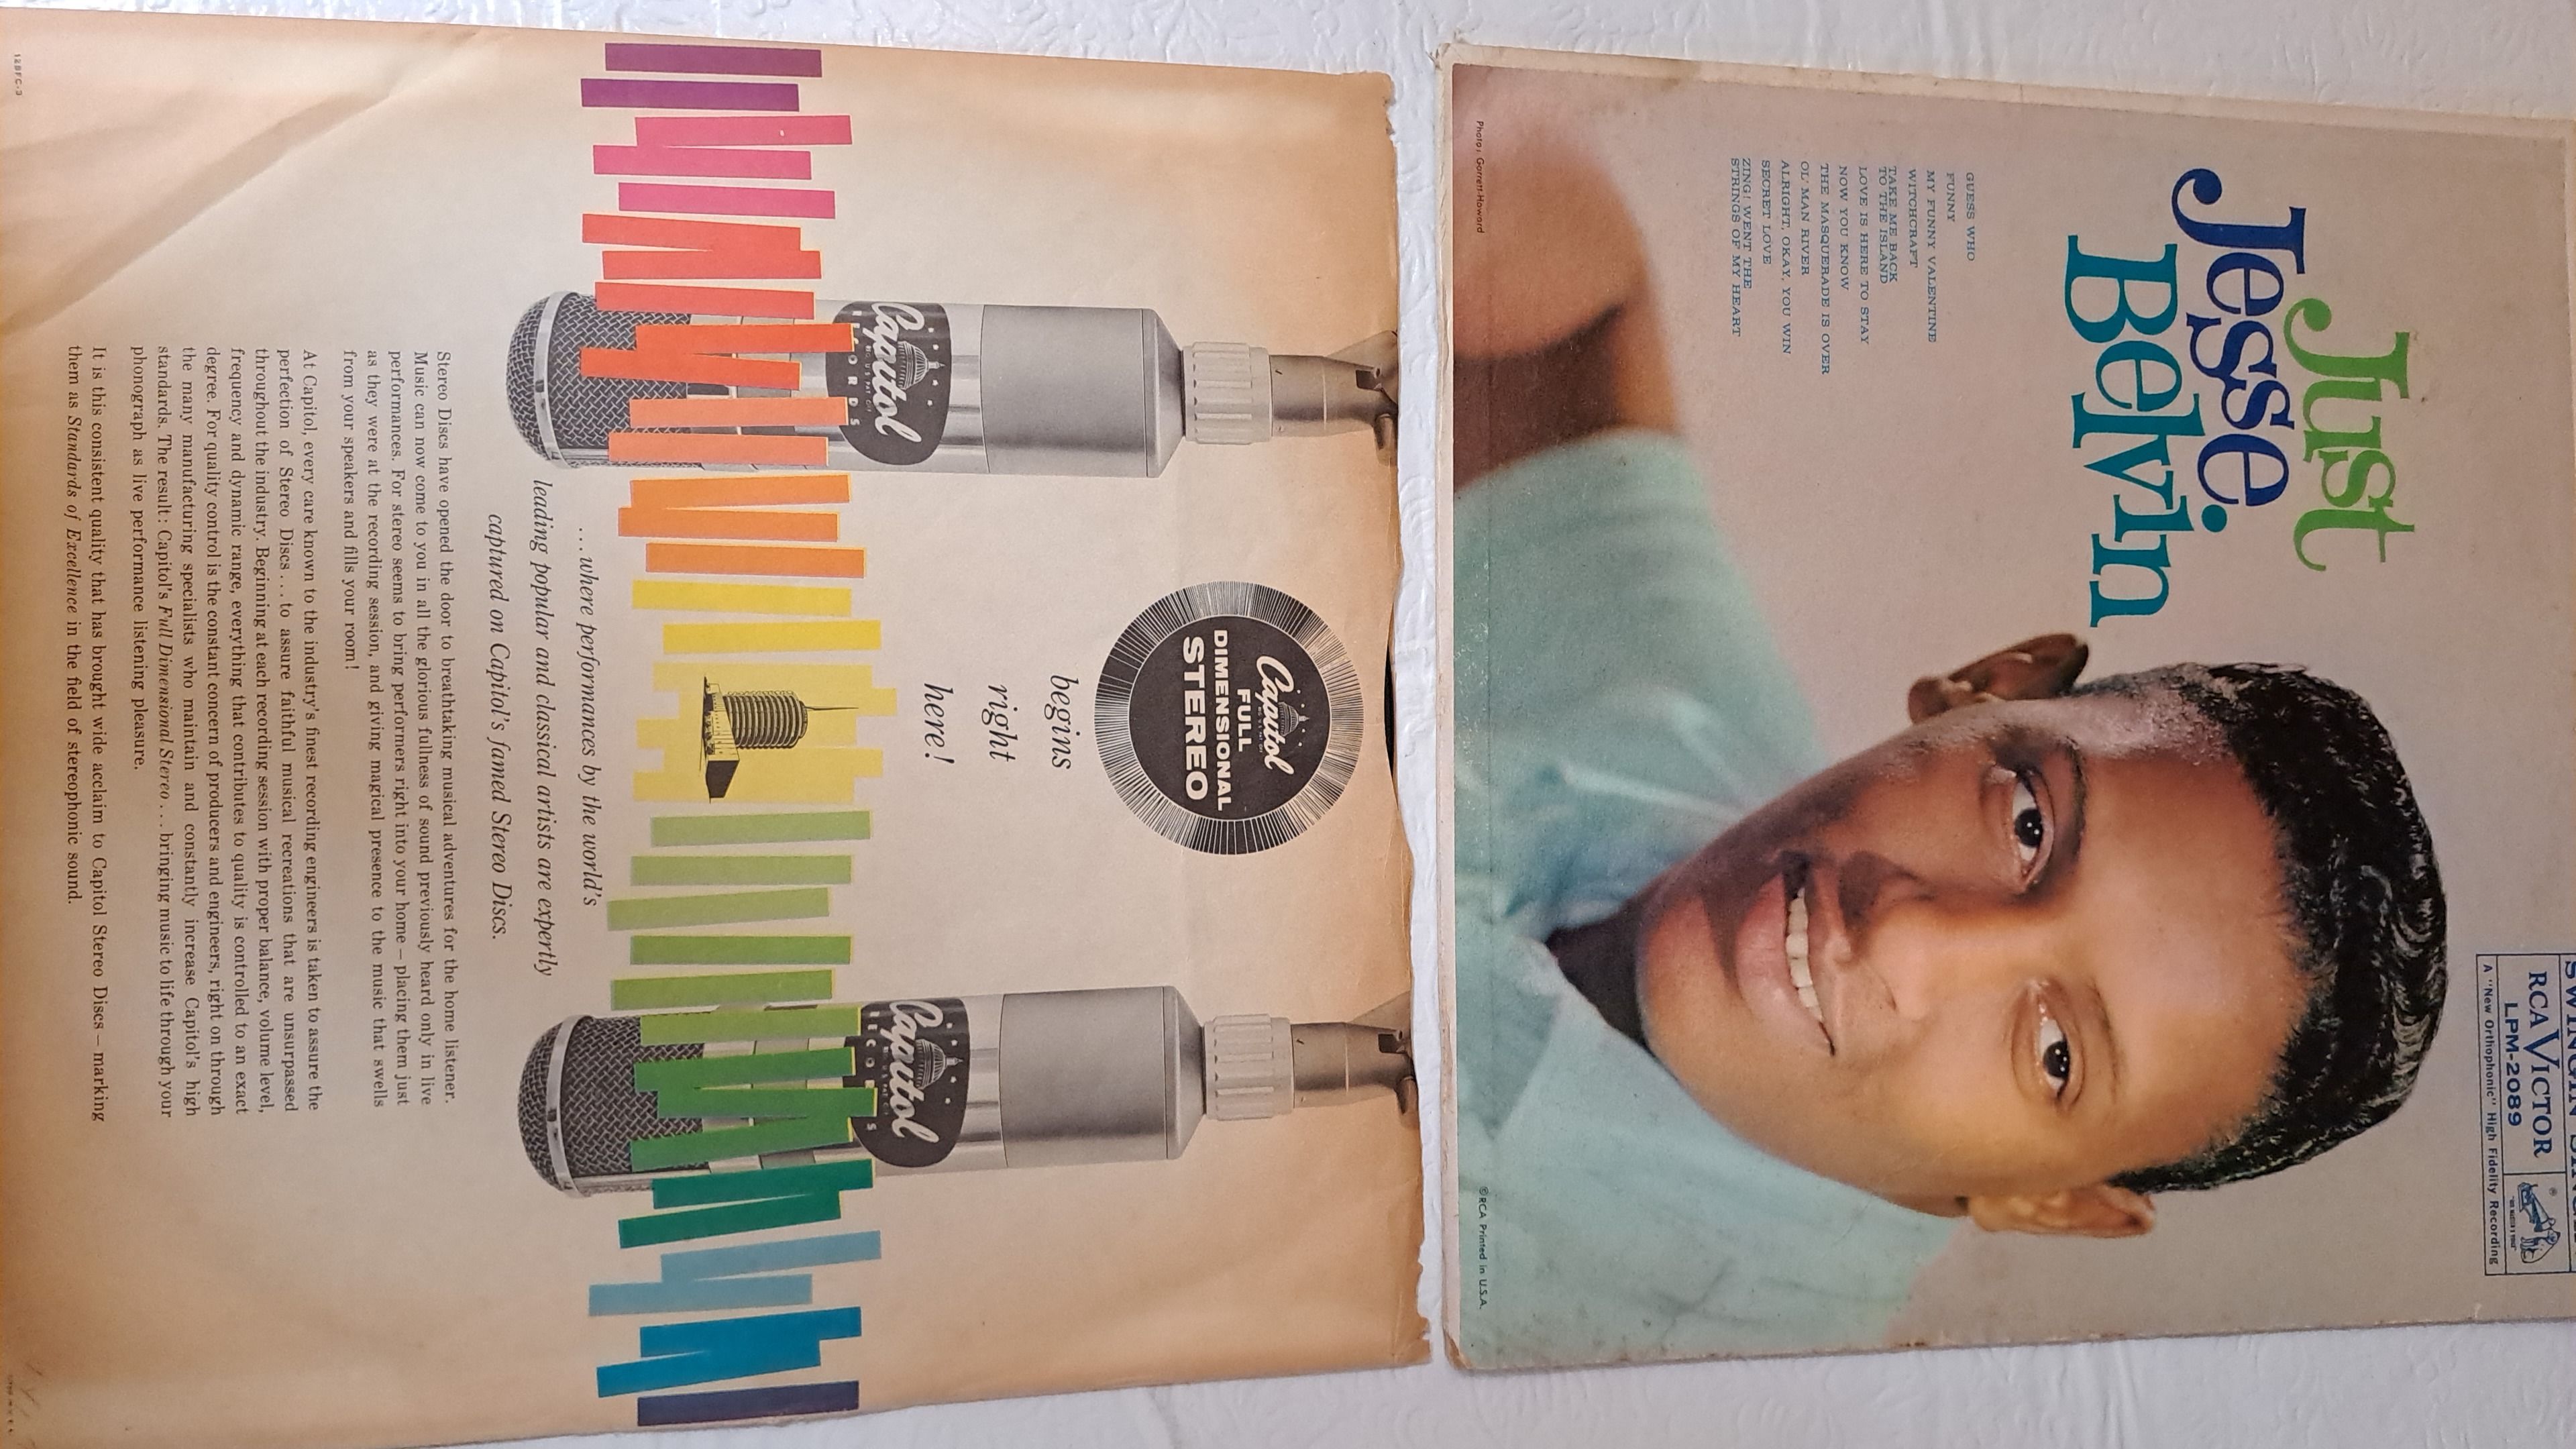 SWINGIN'
RCA VICTOR
LPM-2089
A "New Orthophonic" High Fidelity Recording
Just
Jesse
Belvin
GUESS WHO
FUNNY
MY FUNNY VALENTINE
WITCHCRAFT
TAKE ME BACK
TO THE ISLAND
LOVE IS HERE TO STAY
NOW YOU KNOW
THE MASQUERADE IS OVER
OL' MAN RIVER
ALRIGHT, OKAY, YOU WIN
SECRET LOVE
ZING! WENT THE
STRINGS OF MY HEART
Photos Garrett-Howard
©RCA Printed in U.S.A.
Capitol
FULL
DIMENSIONAL
STEREO
begins
right
here!
Capitol
RECORDS
Capitol
RECORDS
...where performances by the world's
leading popular and classical artists are expertly
captured on Capitol's famed Stereo Discs.
Stereo Discs have opened the door to breathtaking musical adventures for the home listener.
Music can now come to you in all the glorious fullness of sound previously heard only in live
performances. For stereo seems to bring performers right into your home — placing them just
as they were at the recording session, and giving magical presence to the music that swells
from your speakers and fills your room!
At Capitol, every care known to the industry's finest recording engineers is taken to assure the
perfection of Stereo Discs ... to assure faithful musical recreations that are unsurpassed
throughout the industry. Beginning at each recording session with proper balance, volume level,
frequency and dynamic range, everything that contributes to quality is controlled to an exact
degree. For quality control is the constant concern of producers and engineers, right on through
the many manufacturing specialists who maintain and constantly increase Capitol's high
standards. The result: Capitol's Full Dimensional Stereo ... bringing music to life through your
phonograph as live performance listening pleasure.
It is this consistent quality that has brought wide acclaim to Capitol Stereo Discs — marking
them as Standards of Excellence in the field of stereophonic sound.
12BFC-3